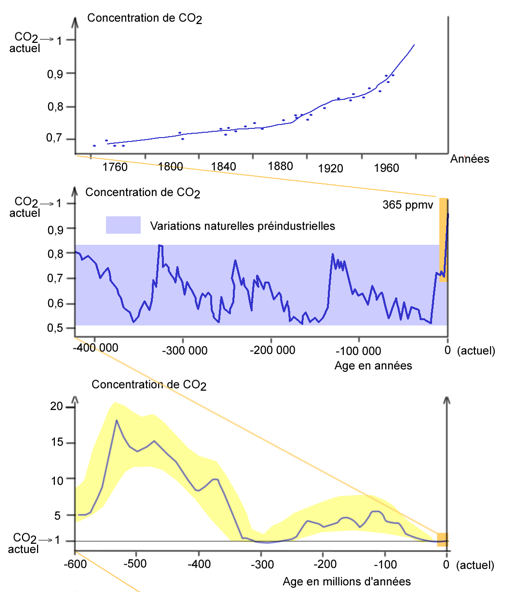 Concentration de CO2
CO2
actuel
1
0,9
0,8
0,7
1760
1800
1840
1880
1920
1960
Années
Concentration de CO2
CO2
actuel
1
0,9
0,8
0,7
0,6
0,5
365 ppmv
Variations naturelles préindustrielles
-400 000
-300 000
-200 000
-100 000
0
(actuel)
Age en années
Concentration de CO2
20
15
10
5
CO2
actuel
1
-600
-500
-400
-300
-200
-100
0
(actuel)
Age en millions d'années